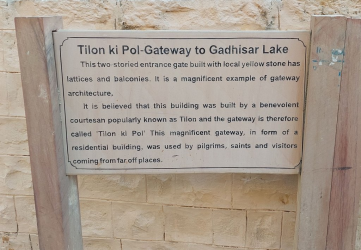 Tilon ki Pol-Gateway to Gadhisar Lake
This two-storied entrance gate built with local yellow stone has
lattices and balconies. It is a magnificent example of gateway
architecture.
It is believed that this building was built by a benevolent
courtesan popularly known as Tilon and the gateway is therefore
called 'Tilon ki Pol' This magnificent gateway, in form of a
residential building, was used by pilgrims, saints and visitors
coming from far off places.